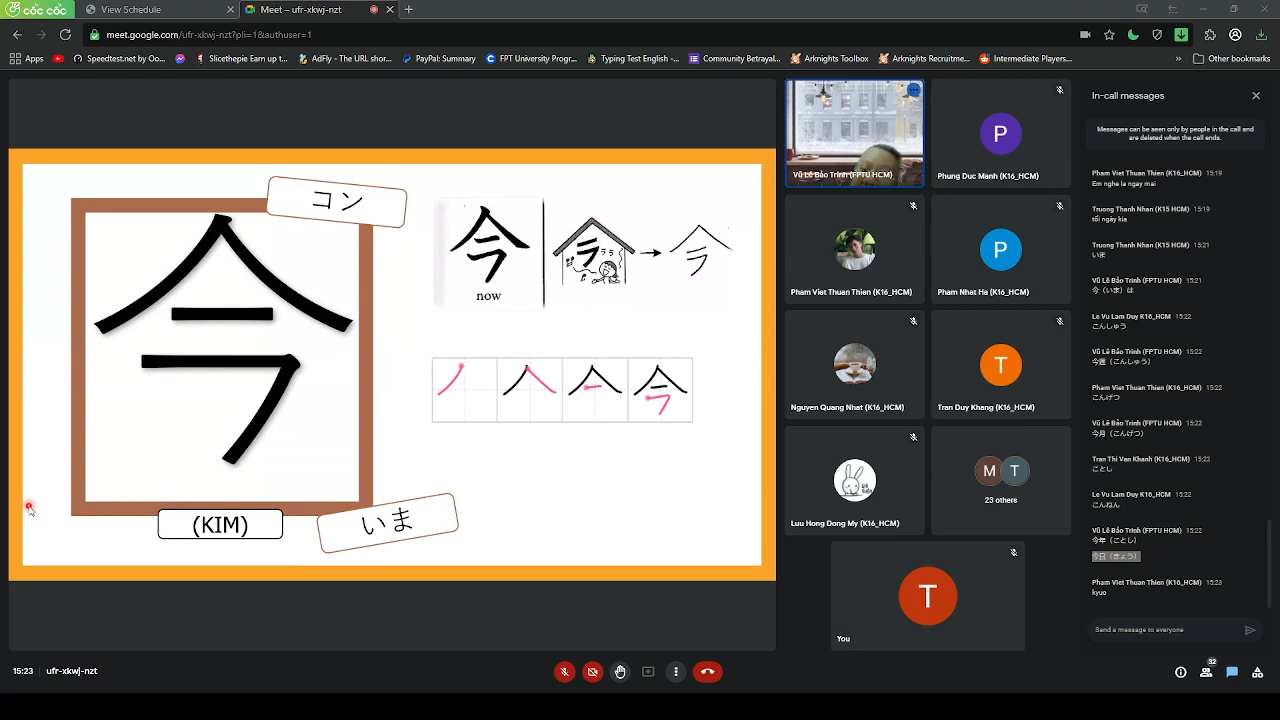 cốc cốc
View Schedule
Meet – ufr-xkwj-nzt
meet.google.com/ufr-xkwj-nzt?pli=1&authuser=1
Apps
Speedtest.net by Oo...
Slicethepie Earn up t...
AdFly - The URL shor...
PayPal Summary
FPT University Progr...
Typing Test English -...
Community Betrayal...
Arknights Toolbox
Arknights Recruitme...
Intermediate Players...
»
Other bookmarks
コン
今
(KIM)
いま
今
now
ラ
ララ
今
今
Vũ Lê Bảo Trinh (FPTU HCM)
P
Phung Duc Manh (K16_HCM)
Pham Viet Thuan Thien (K16_HCM)
P
Pham Nhat Ha (K16_HCM)
Nguyen Quang Nhat (K16_HCM)
T
Tran Duy Khang (K16_HCM)
Luu Hong Dong My (K16_HCM)
M T
23 others
T
You
In-call messages
Messages can be seen only by people in the call and
are deleted when the call ends.
Pham Viet Thuan Thien (K16_HCM) 15:19
Em nghe la ngay mai
Truong Thanh Nhan (K15 HCM) 15:19
tối ngày kia
Truong Thanh Nhan (K15 HCM) 15:21
いま
Vũ Lê Bảo Trinh (FPTU HCM) 15:21
今（いま）は
Le Vu Lam Duy K16_HCM 15:22
こんしゅう
Vũ Lê Bảo Trinh (FPTU HCM) 15:22
今週（こんしゅう）
Pham Viet Thuan Thien (K16_HCM) 15:22
こんげつ
Vũ Lê Bảo Trinh (FPTU HCM) 15:22
今月（こんげつ）
Tran Thi Van Khanh (K16_HCM) 15:22
ことし
Le Vu Lam Duy K16_HCM 15:22
こんねん
Vũ Lê Bảo Trinh (FPTU HCM) 15:22
今年（ことし）
今日（きょう）
Pham Viet Thuan Thien (K16_HCM) 15:23
kyuo
Send a message to everyone
15:23
ufr-xkwj-nzt
32